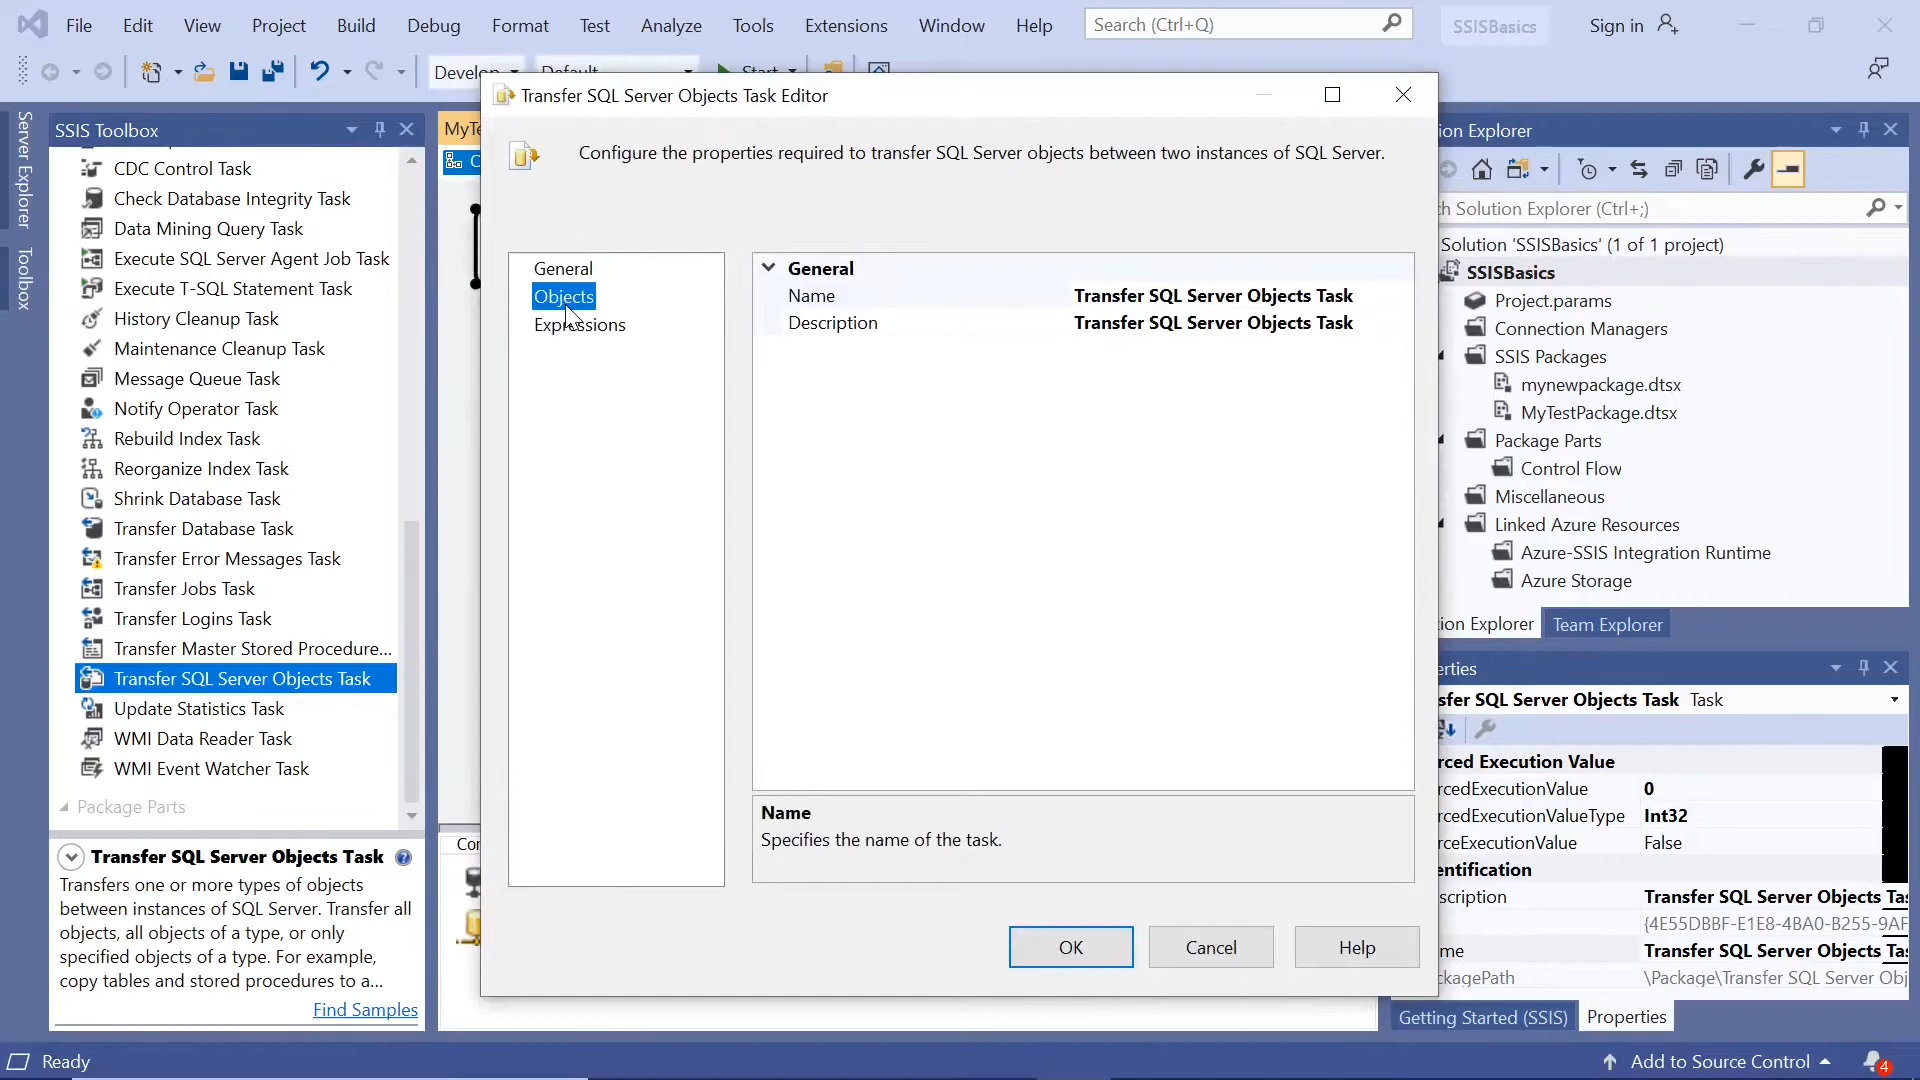 File Edit View Project Build Debug Format Test Analyze Tools Extensions Window Help Search (Ctrl+Q) SSISBasics Sign in
Start
Server Explorer
Toolbox
SSIS Toolbox
CDC Control Task
Check Database Integrity Task
Data Mining Query Task
Execute SQL Server Agent Job Task
Execute T-SQL Statement Task
History Cleanup Task
Maintenance Cleanup Task
Message Queue Task
Notify Operator Task
Rebuild Index Task
Reorganize Index Task
Shrink Database Task
Transfer Database Task
Transfer Error Messages Task
Transfer Jobs Task
Transfer Logins Task
Transfer Master Stored Procedure...
Transfer SQL Server Objects Task
Update Statistics Task
WMI Data Reader Task
WMI Event Watcher Task
Package Parts
Transfer SQL Server Objects Task
Transfers one or more types of objects
between instances of SQL Server. Transfer all
objects, all objects of a type, or only
specified objects of a type. For example,
copy tables and stored procedures to a...
Find Samples
MyTe
Transfer SQL Server Objects Task Editor
Configure the properties required to transfer SQL Server objects between two instances of SQL Server.
General
Objects
Expressions
General
Name Transfer SQL Server Objects Task
Description Transfer SQL Server Objects Task
Name
Specifies the name of the task.
OK Cancel Help
ion Explorer
h Solution Explorer (Ctrl+;)
Solution 'SSISBasics' (1 of 1 project)
SSISBasics
Project.params
Connection Managers
SSIS Packages
mynewpackage.dtsx
MyTestPackage.dtsx
Package Parts
Control Flow
Miscellaneous
Linked Azure Resources
Azure-SSIS Integration Runtime
Azure Storage
ion Explorer Team Explorer
erties
sfer SQL Server Objects Task Task
rced Execution Value
rcedExecutionValue 0
rcedExecutionValueType Int32
rceExecutionValue False
entification
scription Transfer SQL Server Objects Ta
{4E55DBBF-E1E8-4BA0-B255-9AF
me Transfer SQL Server Objects Ta
ckagePath \Package\Transfer SQL Server Obj
Getting Started (SSIS) Properties
Ready Add to Source Control 4